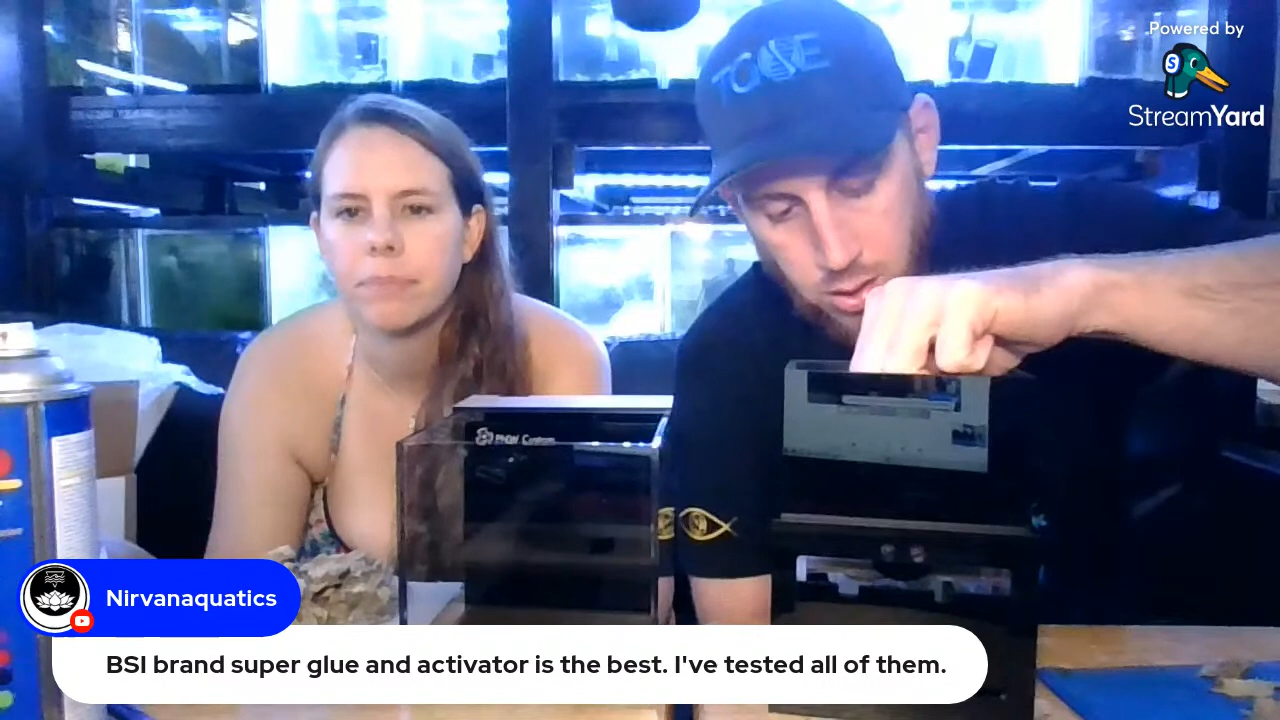 Powered by
S
StreamYard
Nirvanaquatics
BSI brand super glue and activator is the best. I've tested all of them.